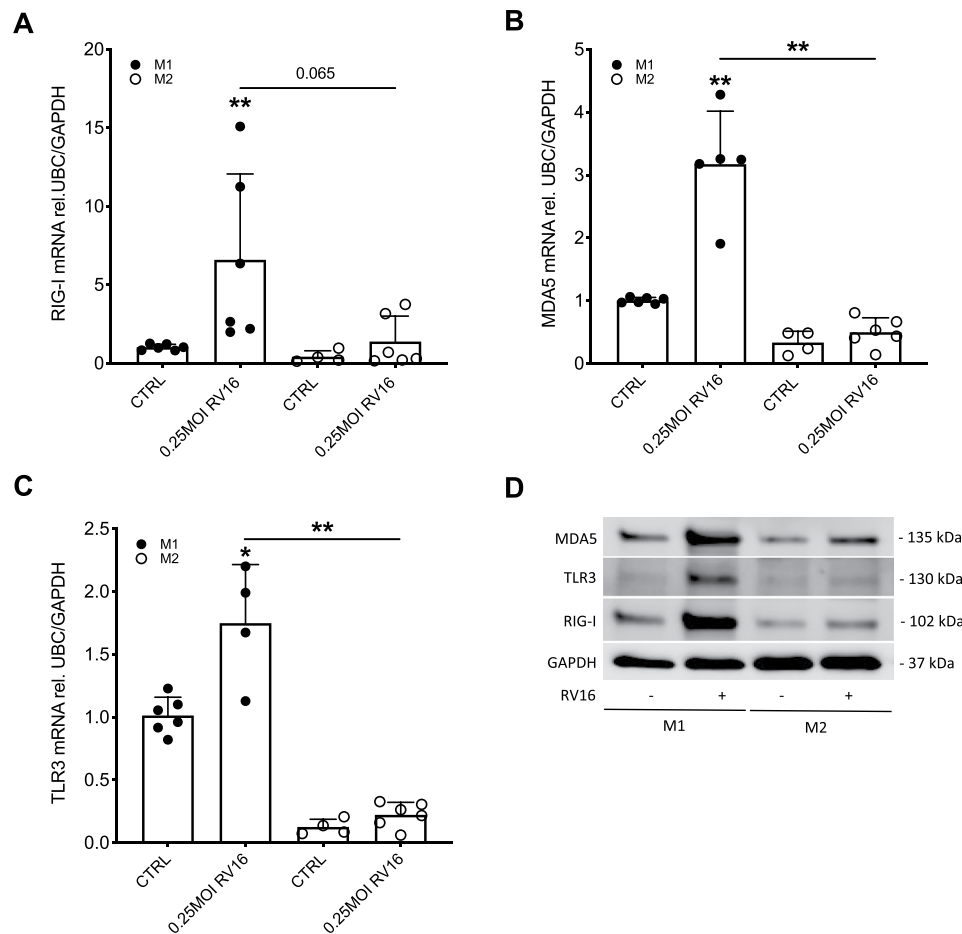 A
20
15
10
5
0
RIG-I mRNA rel.UBC/GAPDH
M1
M2
0.065
**
CTRL
0.25MOI RV16
CTRL
0.25MOI RV16
B
5
4
3
2
1
0
MDA5 mRNA rel. UBC/GAPDH
M1
M2
**
**
CTRL
0.25MOI RV16
CTRL
0.25MOI RV16
C
2.5
2.0
1.5
1.0
0.5
0.0
TLR3 mRNA rel. UBC/GAPDH
M1
M2
**
*
CTRL
0.25MOI RV16
CTRL
0.25MOI RV16
D
MDA5 - 135 kDa
TLR3 - 130 kDa
RIG-I - 102 kDa
GAPDH - 37 kDa
RV16 - + - +
M1 M2